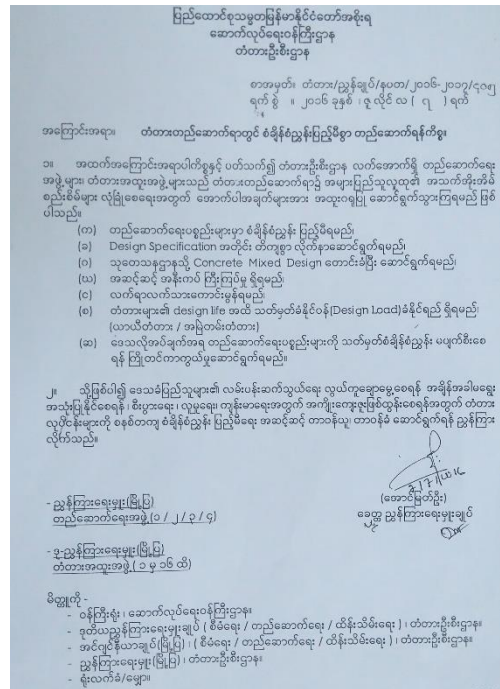 ပြည်ထောင်စုသမ္မတမြန်မာနိုင်ငံတော်အစိုးရ
ဆောက်လုပ်ရေးဝန်ကြီးဌာန
တံတားဦးစီးဌာန
စာအမှတ်။ တံတား/ညွှန်ချုပ်/နပတ/၂၀၁၆-၂၀၁၇/၄၈၅
ရက်စွဲ ။ ၂၀၁၆ ခုနှစ် ၊ ဇူလိုင် လ ( ၇ ) ရက်
အကြောင်းအရာ။ တံတားတည်ဆောက်ရာတွင် စံချိန်စံညွှန်းပြည့်မီစွာ တည်ဆောက်ရန်ကိစ္စ။
၁။ အထက်အကြောင်းအရာပါကိစ္စနှင့် ပတ်သက်၍ တံတားဦးစီးဌာန လက်အောက်ရှိ တည်ဆောက်ရေး
အဖွဲ့များ၊ တံတားအထူးအဖွဲ့များသည် တံတားတည်ဆောက်ရာ၌ အများပြည်သူလူထု၏ အသက်အိုးအိမ်
စည်းစိမ်များ လုံခြုံစေရေးအတွက် အောက်ပါအချက်များအား အထူးဂရုပြု ဆောင်ရွက်သွားကြရမည် ဖြစ်
ပါသည်။
(က) တည်ဆောက်ရေးပစ္စည်းများမှာ စံချိန်စံညွှန်း ပြည့်မီရမည်၊
(ခ) Design Specification အတိုင်း တိကျစွာ လိုက်နာဆောင်ရွက်ရမည်၊
(ဂ) သုတေသနဌာနသို့ Concrete Mixed Design တောင်းခံပြီး ဆောင်ရွက်ရမည်၊
(ဃ) အဆင့်ဆင့် အနီးကပ် ကြီးကြပ်မှု ရှိရမည်၊
(င) လက်ရာလက်သားကောင်းမွန်ရမည်၊
(စ) တံတားများ၏ design life အထိ သတ်မှတ်ခံနိုင်ဝန်(Design Load)ခံနိုင်ရည် ရှိရမည်၊
(ယာယီတံတား / အမြဲတမ်းတံတား)
(ဆ) ဒေသလိုအပ်ချက်အရ တည်ဆောက်ရေးပစ္စည်းများကို သတ်မှတ်စံချိန်စံညွှန်း မပျက်စီးစေ
ရန် ကြိုတင်ကာကွယ်မှုဆောင်ရွက်ရမည်။
၂။ သို့ဖြစ်ပါ၍ ဒေသခံပြည်သူများ၏ လမ်းပန်းဆက်သွယ်ရေး လွယ်ကူချောမွေ့စေရန် အချိန်အခါမရွေး
အသုံးပြုနိုင်စေရန် ၊ စီးပွားရေး ၊ လူမှုရေး၊ ကျန်းမာရေးအတွက် အကျိုးကျေးဇူးဖြစ်ထွန်းစေရန်အတွက် တံတား
လုပ်ငန်းများကို စနစ်တကျ စံချိန်စံညွှန်း ပြည့်မီရေး အဆင့်ဆင့် တာဝန်ယူ၊ တာဝန်ခံ ဆောင်ရွက်ရန် ညွှန်ကြား
လိုက်သည်။
7/7/2016
(အောင်မြတ်ဦး)
ညွှန်ကြားရေးမှူးချုပ်
- ညွှန်ကြားရေးမှူး(မြို့ပြ)
တည်ဆောက်ရေးအဖွဲ့(၁ / ၂ / ၃ / ၄)
- ဒု-ညွှန်ကြားရေးမှူး(မြို့ပြ)
တံတားအထူးအဖွဲ့ ( ၁ မှ ၁၆ ထိ)
မိတ္တူကို -
- ဝန်ကြီးရုံး ၊ ဆောက်လုပ်ရေးဝန်ကြီးဌာန။
- ဒုတိယညွှန်ကြားရေးမှူးချုပ် ( စီမံရေး / တည်ဆောက်ရေး / ထိန်းသိမ်းရေး ) ၊ တံတားဦးစီးဌာန။
- အင်ဂျင်နီယာချုပ်(မြို့ပြ) ၊ ( စီမံရေး / တည်ဆောက်ရေး / ထိန်းသိမ်းရေး ) ၊ တံတားဦးစီးဌာန။
- ညွှန်ကြားရေးမှူး(မြို့ပြ) ၊ တံတားဦးစီးဌာန။
- ရုံးလက်ခံ/မျှော။